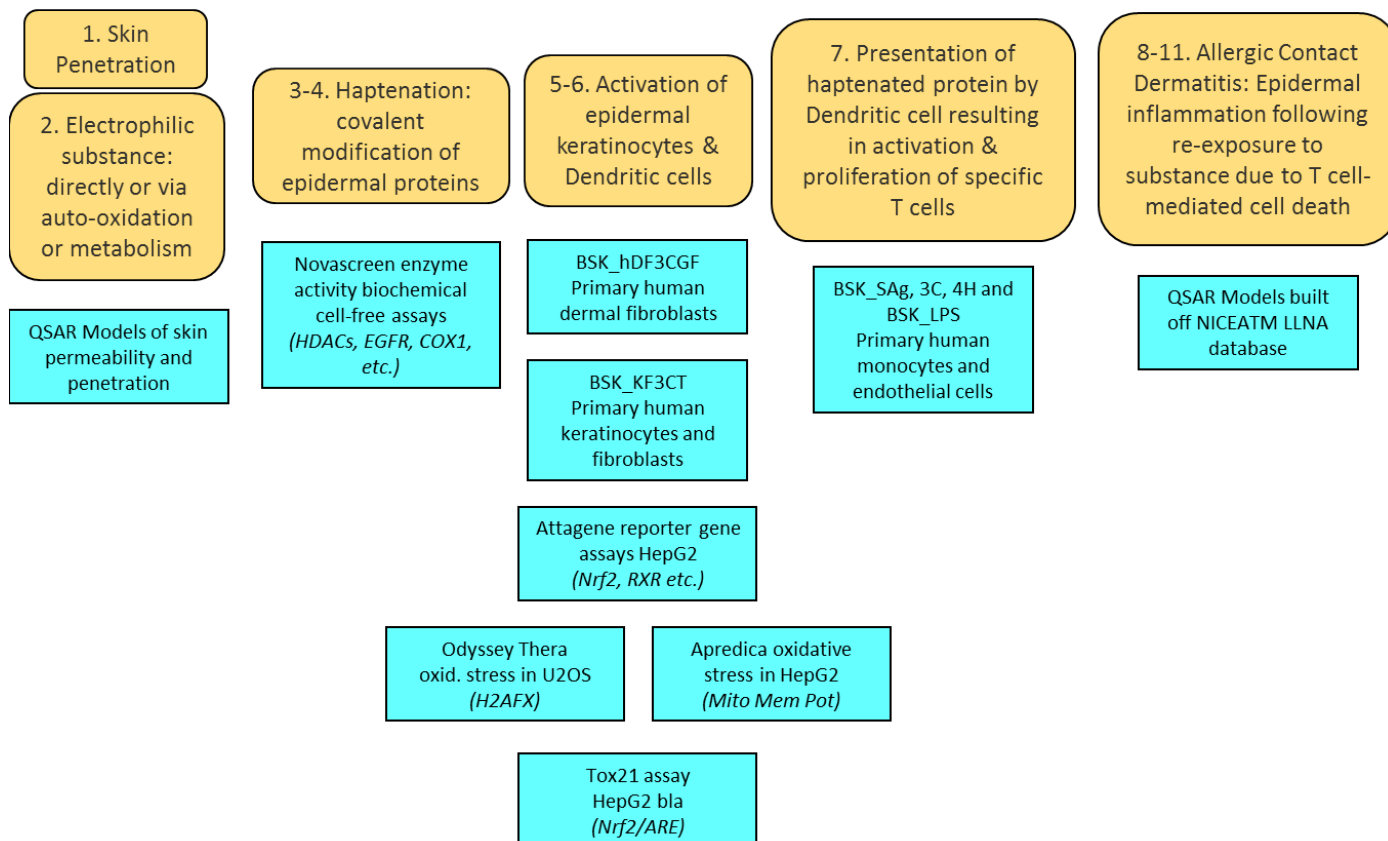 1. Skin
Penetration
2. Electrophilic
substance:
directly or via
auto-oxidation
or metabolism
QSAR Models of skin
permeability and
penetration
3-4. Haptenation:
covalent
modification of
epidermal proteins
Novascreen enzyme
activity biochemical
cell-free assays
(HDACs, EGFR, COX1,
etc.)
5-6. Activation of
epidermal
keratinocytes &
Dendritic cells
BSK_hDF3CGF
Primary human
dermal fibroblasts
BSK_KF3CT
Primary human
keratinocytes and
fibroblasts
Attagene reporter gene
assays HepG2
(Nrf2, RXR etc.)
Odyssey Thera
oxid. stress in U2OS
(H2AFX)
Apredica oxidative
stress in HepG2
(Mito Mem Pot)
Tox21 assay
HepG2 bla
(Nrf2/ARE)
7. Presentation of
haptenated protein by
Dendritic cell resulting
in activation &
proliferation of specific
T cells
BSK_SAg, 3C, 4H and
BSK_LPS
Primary human
monocytes and
endothelial cells
8-11. Allergic Contact
Dermatitis: Epidermal
inflammation following
re-exposure to
substance due to T cell-
mediated cell death
QSAR Models built
off NICEATM LLNA
database